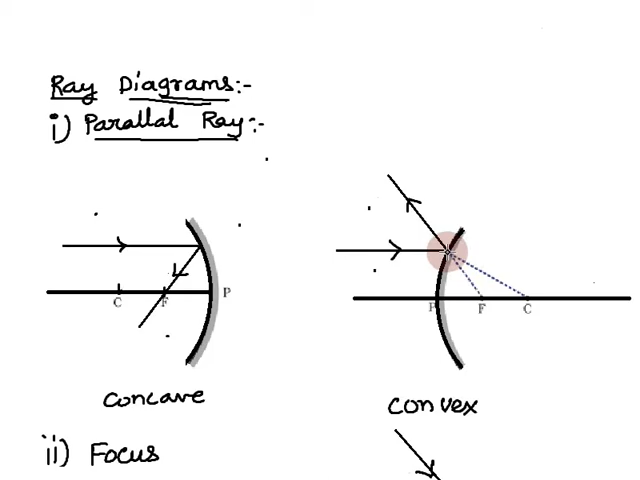 Ray Diagrams:-
i) Parallal Ray:-
C F P
P F C
concave
convex
ii) Focus